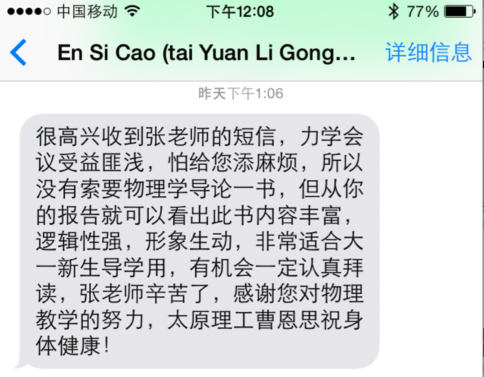 中国移动 下午12:08 77%
En Si Cao (tai Yuan Li Gong... 详细信息
昨天下午1:06
很高兴收到张老师的短信，力学会
议受益匪浅，怕给您添麻烦，所以
没有索要物理学导论一书，但从你
的报告就可以看出此书内容丰富，
逻辑性强，形象生动，非常适合大
一新生导学用，有机会一定认真拜
读，张老师辛苦了，感谢您对物理
教学的努力，太原理工曹恩思祝身
体健康！